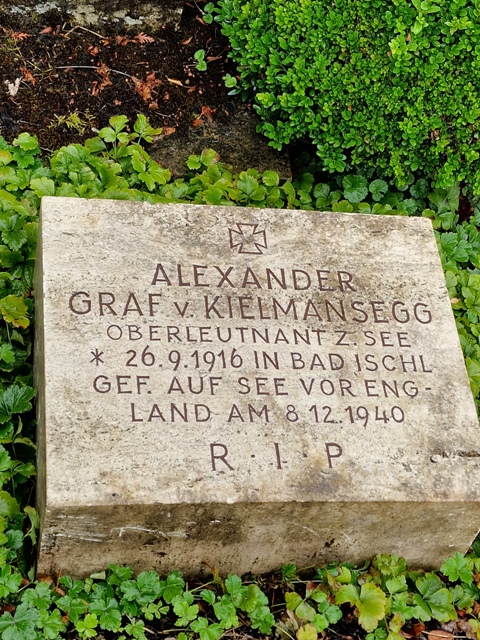 ALEXANDER
GRAF v. KIELMANSEGG
OBERLEUTNANT Z. SEE
* 26.9.1916 IN BAD ISCHL
GEF. AUF SEE VOR ENG-
LAND AM 8 12.1940
R · I · P